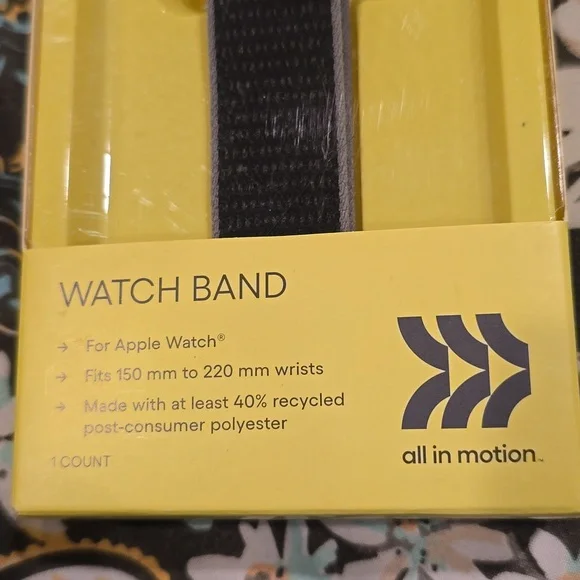 WATCH BAND
→ For Apple Watch®
→ Fits 150 mm to 220 mm wrists
→ Made with at least 40% recycled
post-consumer polyester
1 COUNT
all in motion™